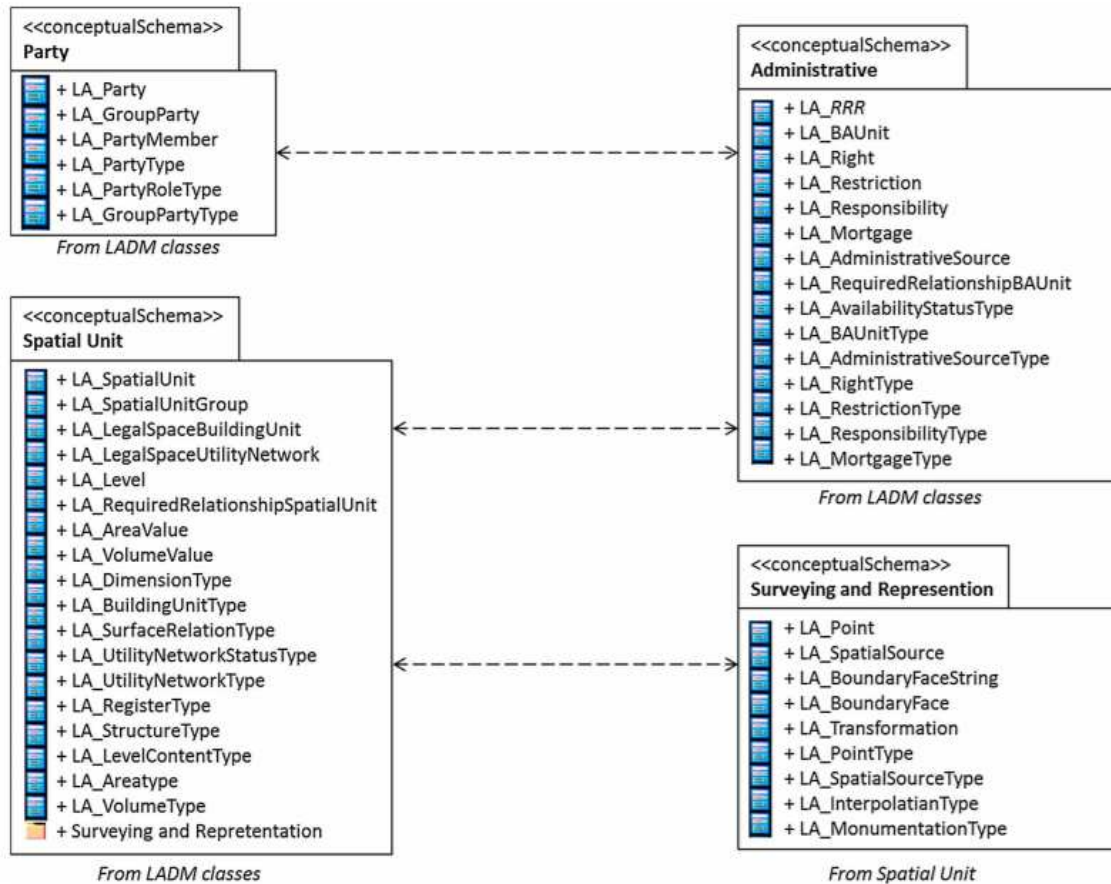 <<conceptualSchema>>
Party
+ LA_Party
+ LA_GroupParty
+ LA_PartyMember
+ LA_PartyType
+ LA_PartyRoleType
+ LA_GroupPartyType
From LADM classes
<<conceptualSchema>>
Administrative
+ LA_RRR
+ LA_BAUnit
+ LA_Right
+ LA_Restriction
+ LA_Responsibility
+ LA_Mortgage
+ LA_AdministrativeSource
+ LA_RequiredRelationshipBAUnit
+ LA_AvailabilityStatusType
+ LA_BAUnitType
+ LA_AdministrativeSourceType
+ LA_RightType
+ LA_RestrictionType
+ LA_ResponsibilityType
+ LA_MortgageType
From LADM classes
<<conceptualSchema>>
Spatial Unit
+ LA_SpatialUnit
+ LA_SpatialUnitGroup
+ LA_LegalSpaceBuildingUnit
+ LA_LegalSpaceUtilityNetwork
+ LA_Level
+ LA_RequiredRelationshipSpatialUnit
+ LA_AreaValue
+ LA_VolumeValue
+ LA_DimensionType
+ LA_BuildingUnitType
+ LA_SurfaceRelationType
+ LA_UtilityNetworkStatusType
+ LA_UtilityNetworkType
+ LA_RegisterType
+ LA_StructureType
+ LA_LevelContentType
+ LA_Areatype
+ LA_VolumeType
+ Surveying and Repretentation
From LADM classes
<<conceptualSchema>>
Surveying and Represention
+ LA_Point
+ LA_SpatialSource
+ LA_BoundaryFaceString
+ LA_BoundaryFace
+ LA_Transformation
+ LA_PointType
+ LA_SpatialSourceType
+ LA_InterpolatianType
+ LA_MonumentationType
From Spatial Unit